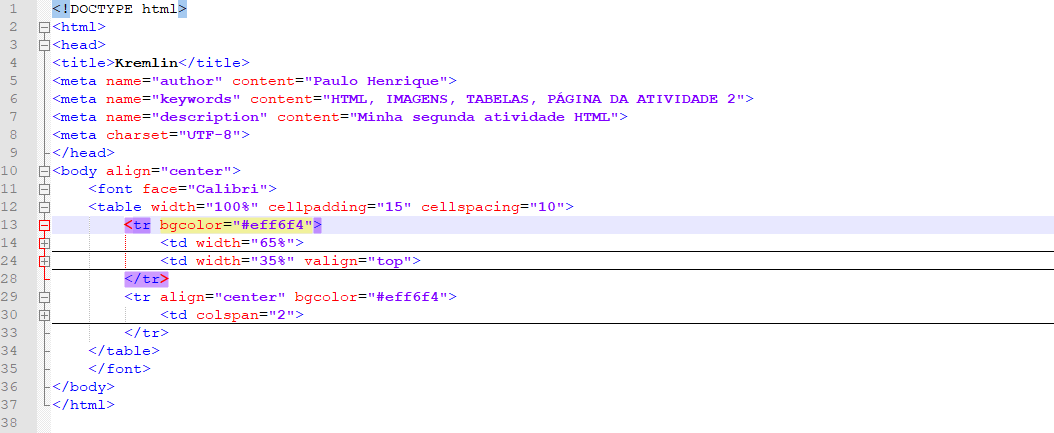 1 <!DOCTYPE html>
2 <html>
3 <head>
4 <title>Kremlin</title>
5 <meta name="author" content="Paulo Henrique">
6 <meta name="keywords" content="HTML, IMAGENS, TABELAS, PÁGINA DA ATIVIDADE 2">
7 <meta name="description" content="Minha segunda atividade HTML">
8 <meta charset="UTF-8">
9 </head>
10 <body align="center">
11 <font face="Calibri">
12 <table width="100%" cellpadding="15" cellspacing="10">
13 <tr bgcolor="#eff6f4">
14 <td width="65%">
24 <td width="35%" valign="top">
28 </tr>
29 <tr align="center" bgcolor="#eff6f4">
30 <td colspan="2">
33 </tr>
34 </table>
35 </font>
36 </body>
37 </html>
38